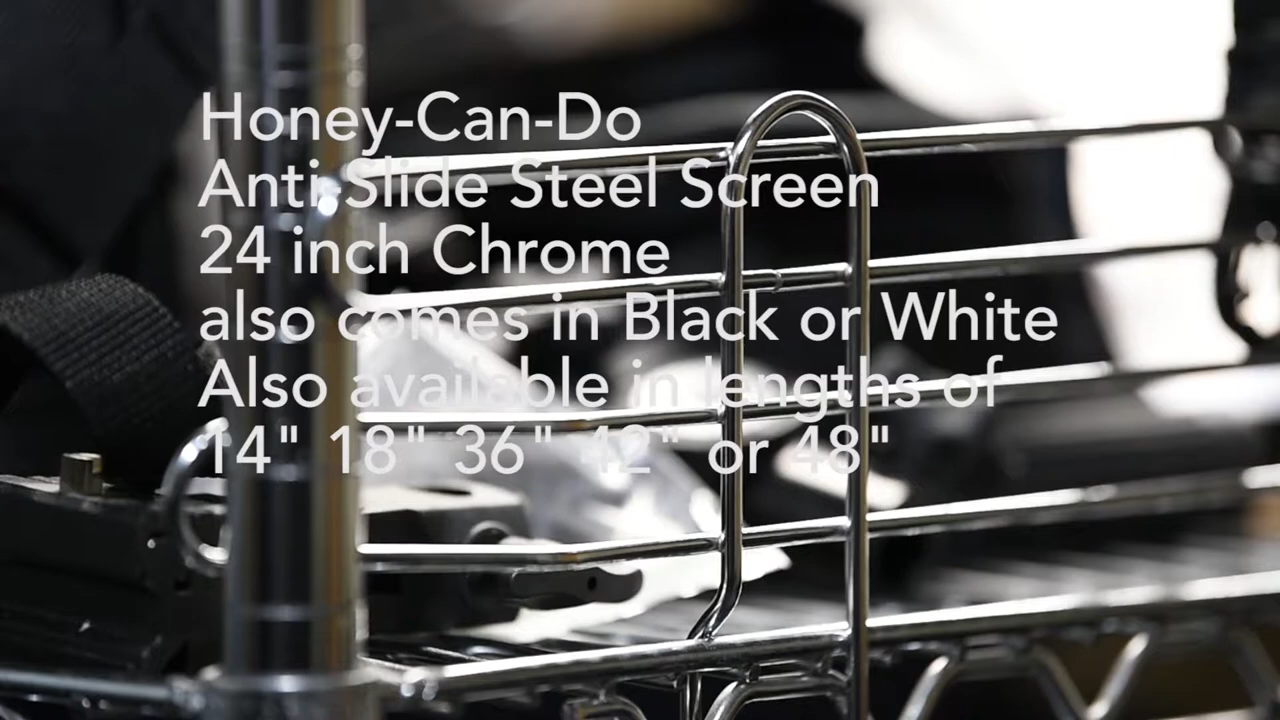 Honey-Can-Do
Anti-Slide Steel Screen
24 inch Chrome
also comes in Black or White
Also available in lengths of
14" 18" 36" 42" or 48"